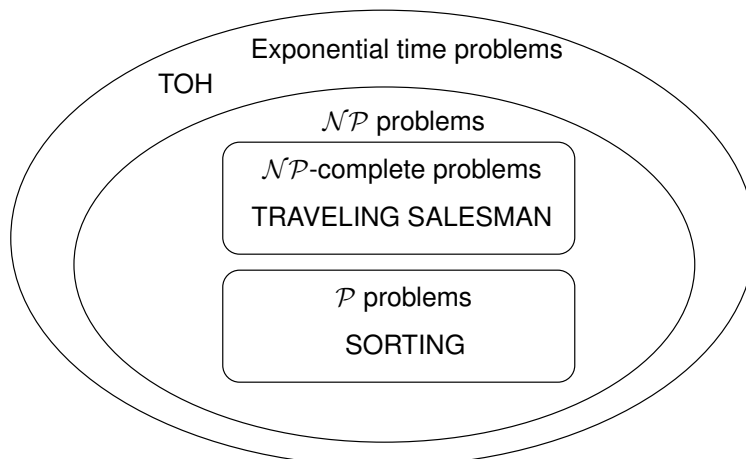 Exponential time problems
TOH
𝒩𝒫 problems
𝒩𝒫-complete problems
TRAVELING SALESMAN
𝒫 problems
SORTING